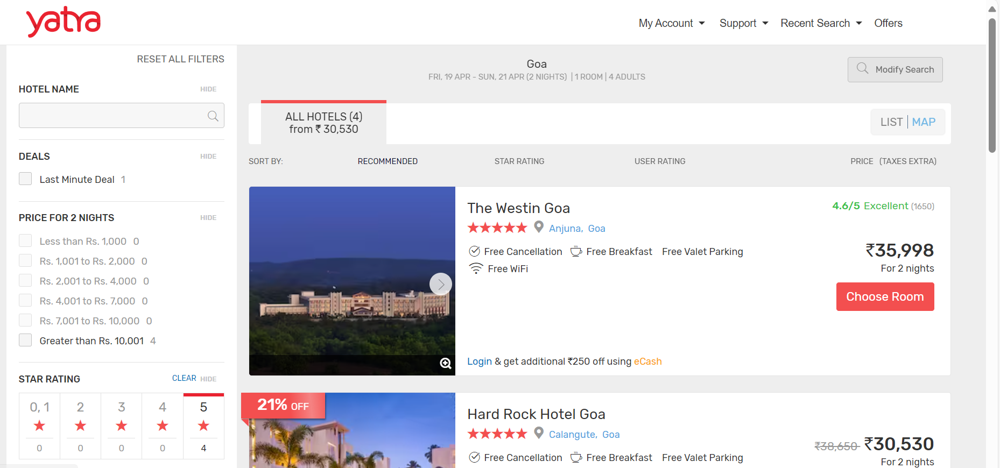 yatra
My Account
Support
Recent Search
Offers
RESET ALL FILTERS
HOTEL NAME HIDE
DEALS HIDE
Last Minute Deal 1
PRICE FOR 2 NIGHTS HIDE
Less than Rs. 1,000 0
Rs. 1,001 to Rs. 2,000 0
Rs. 2,001 to Rs. 4,000 0
Rs. 4,001 to Rs. 7,000 0
Rs. 7,001 to Rs. 10,000 0
Greater than Rs. 10,001 4
STAR RATING CLEAR HIDE
0, 1 2 3 4 5
0 0 0 0 4
Goa
FRI, 19 APR - SUN, 21 APR (2 NIGHTS) | 1 ROOM | 4 ADULTS
Modify Search
ALL HOTELS (4)
from ₹ 30,530
LIST | MAP
SORT BY: RECOMMENDED STAR RATING USER RATING PRICE (TAXES EXTRA)
The Westin Goa
4.6/5 Excellent (1650)
Anjuna, Goa
Free Cancellation Free Breakfast Free Valet Parking
Free WiFi
₹35,998
For 2 nights
Choose Room
Login & get additional ₹250 off using eCash
21% OFF
Hard Rock Hotel Goa
Calangute, Goa
Free Cancellation Free Breakfast Free Valet Parking
₹38,650 ₹30,530
For 2 nights